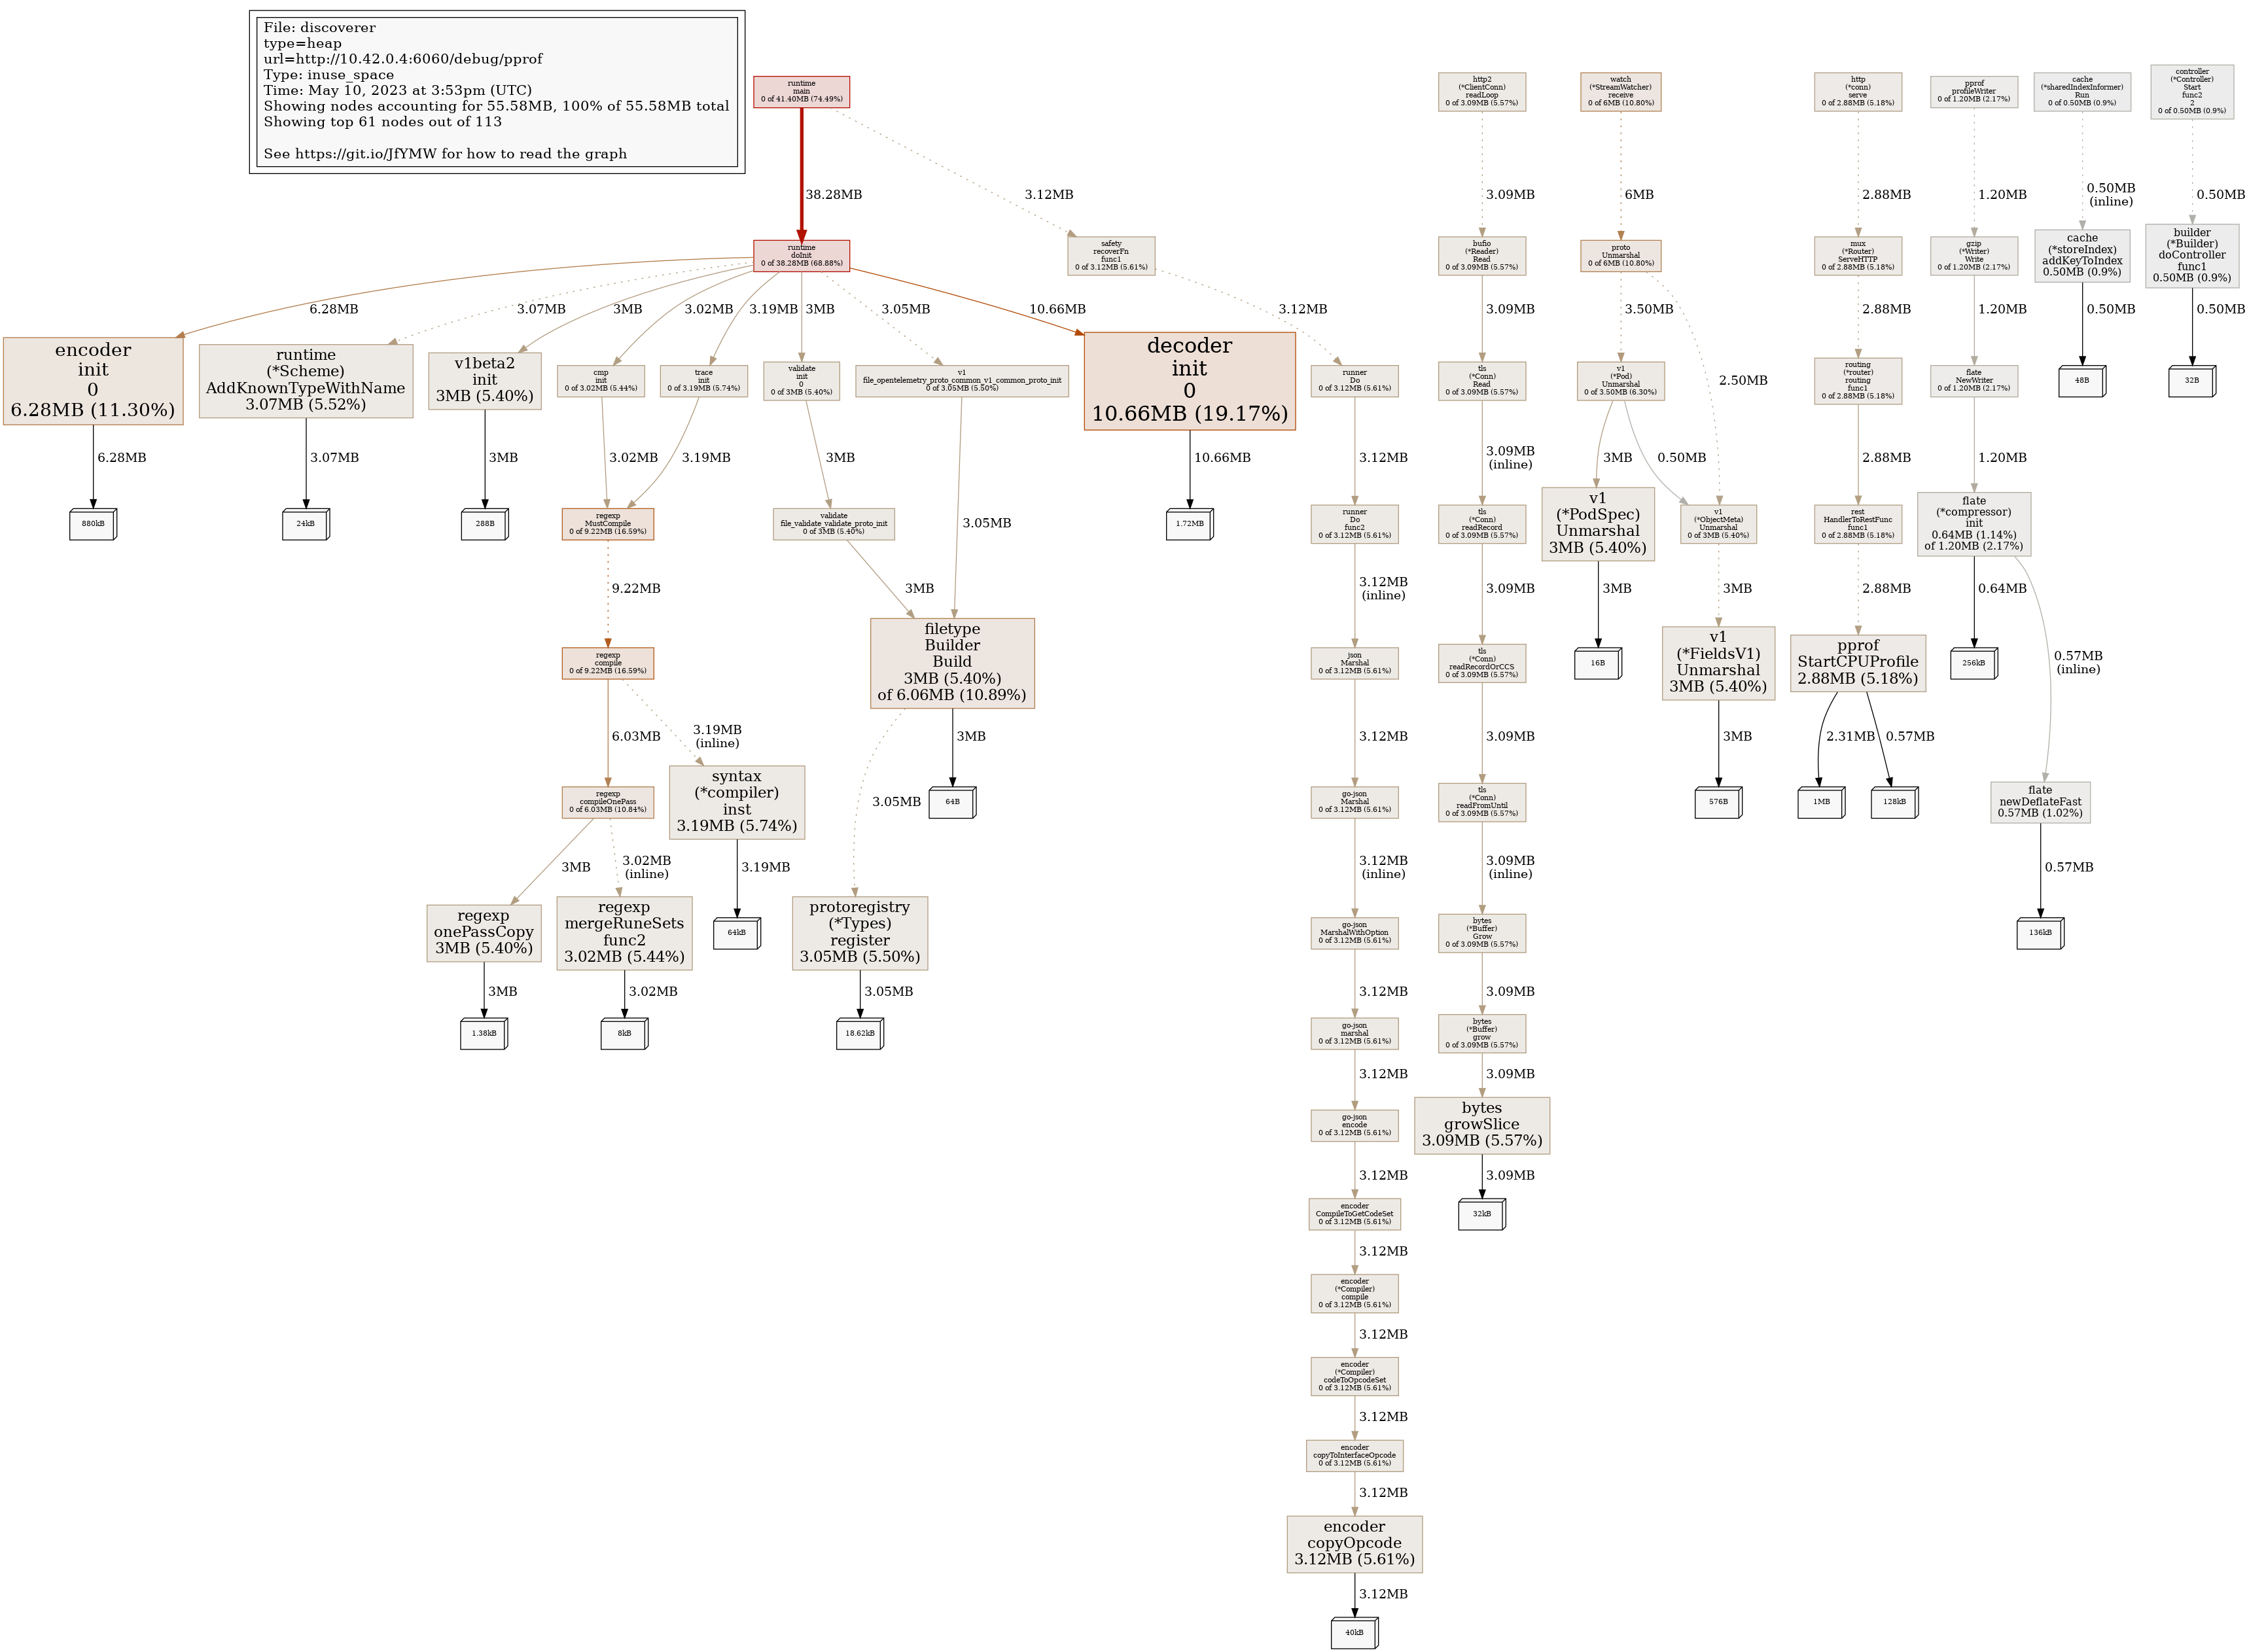 File: discoverer
type=heap
url=http://10.42.0.4:6060/debug/pprof
Type: inuse_space
Time: May 10, 2023 at 3:53pm (UTC)
Showing nodes accounting for 55.58MB, 100% of 55.58MB total
Showing top 61 nodes out of 113
See https://git.io/JfYMW for how to read the graph
runtime
main
0 of 41.40MB (74.49%)
http2
(*ClientConn)
readLoop
0 of 3.09MB (5.57%)
watch
(*StreamWatcher)
receive
0 of 6MB (10.80%)
http
(*conn)
serve
0 of 2.88MB (5.18%)
pprof
profileWriter
0 of 1.20MB (2.17%)
cache
(*sharedIndexInformer)
Run
0 of 0.50MB (0.9%)
controller
(*Controller)
Start
func2
2
0 of 0.50MB (0.9%)
38.28MB
3.12MB
3.09MB
6MB
2.88MB
1.20MB
0.50MB
(inline)
0.50MB
runtime
doInit
0 of 38.28MB (68.88%)
safety
recoverFn
func1
0 of 3.12MB (5.61%)
bufio
(*Reader)
Read
0 of 3.09MB (5.57%)
proto
Unmarshal
0 of 6MB (10.80%)
mux
(*Router)
ServeHTTP
0 of 2.88MB (5.18%)
gzip
(*Writer)
Write
0 of 1.20MB (2.17%)
cache
(*storeIndex)
addKeyToIndex
0.50MB (0.9%)
builder
(*Builder)
doController
func1
0.50MB (0.9%)
6.28MB
3.07MB
3MB
3.02MB
3.19MB
3MB
3.05MB
10.66MB
3.12MB
3.09MB
3.50MB
2.50MB
2.88MB
1.20MB
0.50MB
0.50MB
encoder
init
0
6.28MB (11.30%)
runtime
(*Scheme)
AddKnownTypeWithName
3.07MB (5.52%)
v1beta2
init
3MB (5.40%)
cmp
init
0 of 3.02MB (5.44%)
trace
init
0 of 3.19MB (5.74%)
validate
init
0
0 of 3MB (5.40%)
v1
file_opentelemetry_proto_common_v1_common_proto_init
0 of 3.05MB (5.50%)
decoder
init
0
10.66MB (19.17%)
runner
Do
0 of 3.12MB (5.61%)
tls
(*Conn)
Read
0 of 3.09MB (5.57%)
v1
(*Pod)
Unmarshal
0 of 3.50MB (6.30%)
routing
(*router)
routing
func1
0 of 2.88MB (5.18%)
flate
NewWriter
0 of 1.20MB (2.17%)
48B
32B
6.28MB
3.07MB
3MB
3.02MB
3.19MB
3MB
3.05MB
10.66MB
3.12MB
3.09MB
(inline)
3MB
0.50MB
2.88MB
1.20MB
880kB
24kB
288B
regexp
MustCompile
0 of 9.22MB (16.59%)
validate
file_validate_validate_proto_init
0 of 3MB (5.40%)
1.72MB
runner
Do
func2
0 of 3.12MB (5.61%)
tls
(*Conn)
readRecord
0 of 3.09MB (5.57%)
v1
(*PodSpec)
Unmarshal
3MB (5.40%)
v1
(*ObjectMeta)
Unmarshal
0 of 3MB (5.40%)
rest
HandlerToRestFunc
func1
0 of 2.88MB (5.18%)
flate
(*compressor)
init
0.64MB (1.14%)
of 1.20MB (2.17%)
9.22MB
3MB
3.12MB
(inline)
3.09MB
3MB
3MB
2.88MB
0.64MB
0.57MB
(inline)
regexp
compile
0 of 9.22MB (16.59%)
filetype
Builder
Build
3MB (5.40%)
of 6.06MB (10.89%)
json
Marshal
0 of 3.12MB (5.61%)
tls
(*Conn)
readRecordOrCCS
0 of 3.09MB (5.57%)
16B
v1
(*FieldsV1)
Unmarshal
3MB (5.40%)
pprof
StartCPUProfile
2.88MB (5.18%)
256kB
6.03MB
3.19MB
(inline)
3.05MB
3MB
3.12MB
3.09MB
3MB
2.31MB
0.57MB
regexp
compileOnePass
0 of 6.03MB (10.84%)
syntax
(*compiler)
inst
3.19MB (5.74%)
64B
go-json
Marshal
0 of 3.12MB (5.61%)
tls
(*Conn)
readFromUntil
0 of 3.09MB (5.57%)
576B
1MB
128kB
flate
newDeflateFast
0.57MB (1.02%)
3MB
3.02MB
(inline)
3.19MB
3.12MB
(inline)
3.09MB
(inline)
0.57MB
regexp
onePassCopy
3MB (5.40%)
regexp
mergeRuneSets
func2
3.02MB (5.44%)
64kB
protoregistry
(*Types)
register
3.05MB (5.50%)
go-json
MarshalWithOption
0 of 3.12MB (5.61%)
bytes
(*Buffer)
Grow
0 of 3.09MB (5.57%)
136kB
3MB
3.02MB
3.05MB
3.12MB
3.09MB
1.38kB
8kB
18.62kB
go-json
marshal
0 of 3.12MB (5.61%)
bytes
(*Buffer)
grow
0 of 3.09MB (5.57%)
3.12MB
3.09MB
go-json
encode
0 of 3.12MB (5.61%)
bytes
growSlice
3.09MB (5.57%)
3.12MB
3.09MB
encoder
CompileToGetCodeSet
0 of 3.12MB (5.61%)
32kB
3.12MB
encoder
(*Compiler)
compile
0 of 3.12MB (5.61%)
3.12MB
encoder
(*Compiler)
codeToOpcodeSet
0 of 3.12MB (5.61%)
3.12MB
encoder
copyToInterfaceOpcode
0 of 3.12MB (5.61%)
3.12MB
encoder
copyOpcode
3.12MB (5.61%)
3.12MB
40kB